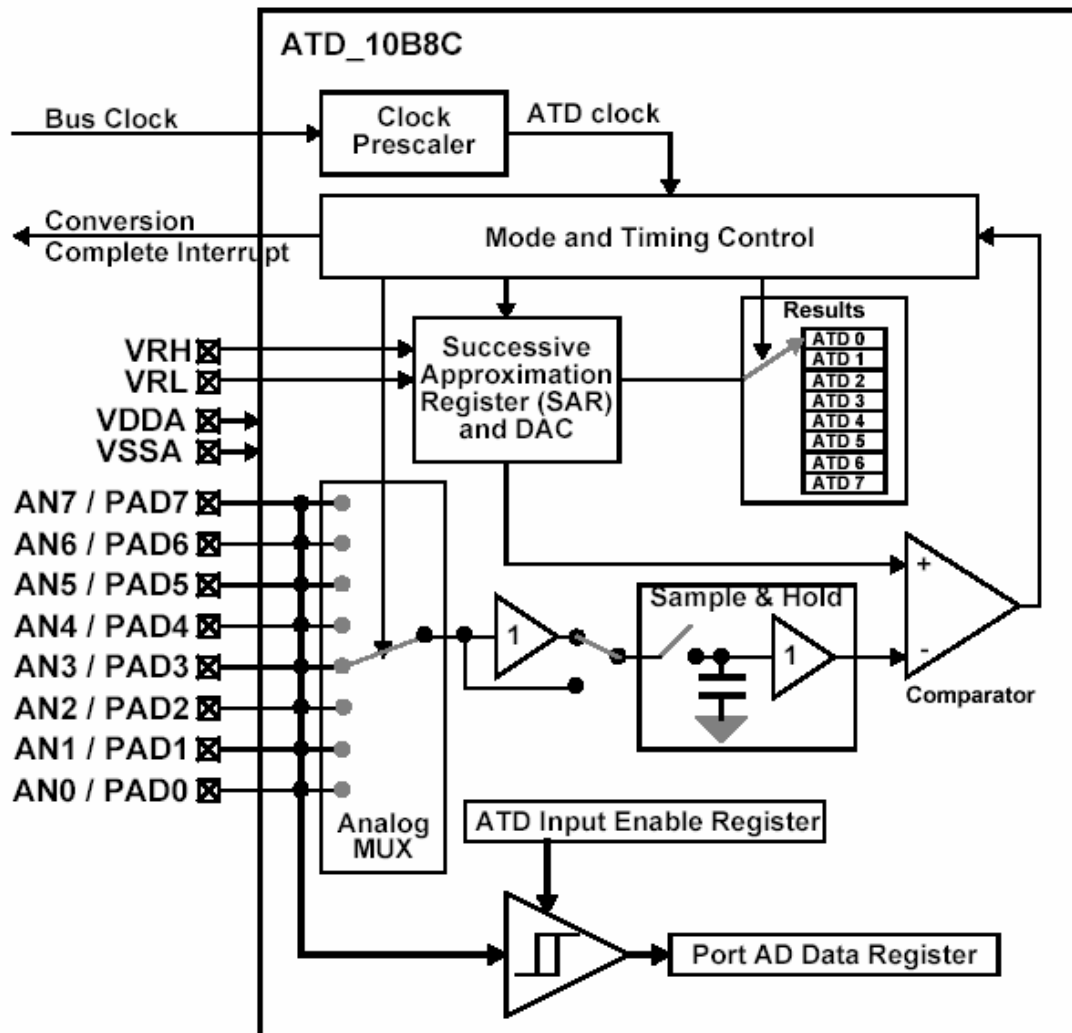 ATD_10B8C
Bus Clock
Clock
Prescaler
ATD clock
Conversion
Complete Interrupt
Mode and Timing Control
VRH
VRL
VDDA
VSSA
Successive
Approximation
Register (SAR)
and DAC
Results
ATD 0
ATD 1
ATD 2
ATD 3
ATD 4
ATD 5
ATD 6
ATD 7
AN7 / PAD7
AN6 / PAD6
AN5 / PAD5
AN4 / PAD4
AN3 / PAD3
AN2 / PAD2
AN1 / PAD1
AN0 / PAD0
Analog
MUX
1
Sample & Hold
1
+
-
Comparator
ATD Input Enable Register
Port AD Data Register